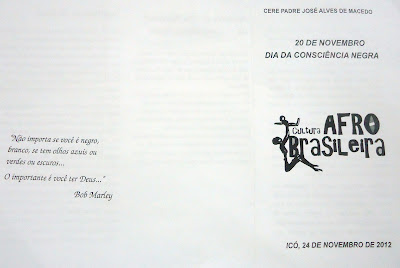 "Não importa se você é negro,
branco, se tem olhos azuis ou
verdes ou escuros...
O importante é você ter Deus..."
Bob Marley
CERE PADRE JOSÉ ALVES DE MACEDO
20 DE NOVEMBRO
DIA DA CONSCIÊNCIA NEGRA
Cultura AFRO
BRASiLEiRA
ICÓ, 24 DE NOVEMBRO DE 2012